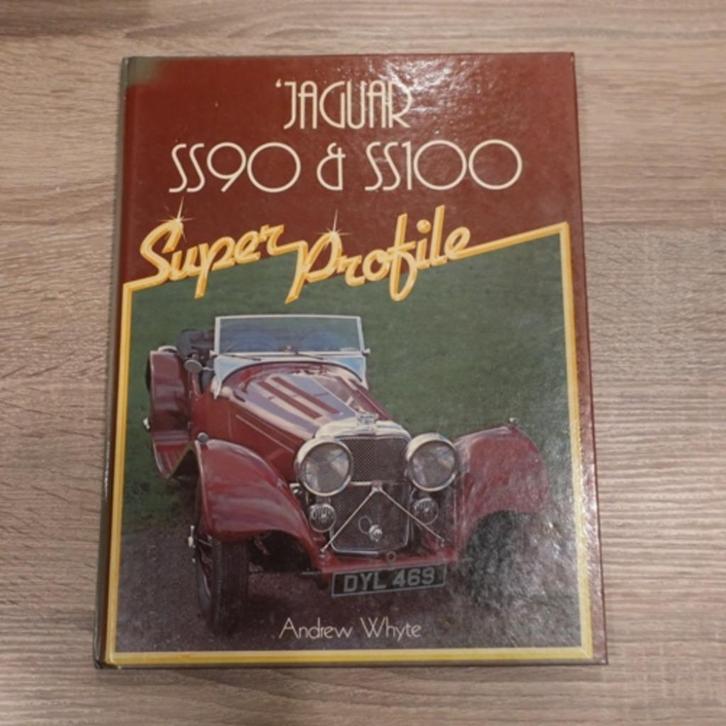 'JAGUAR
SS90 & SS100
Super Profile
DYL 469
Andrew Whyte